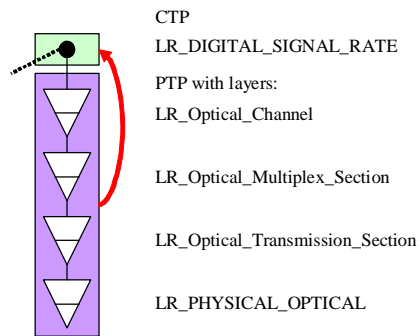 CTP
LR_DIGITAL_SIGNAL_RATE
PTP with layers:
LR_Optical_Channel
LR_Optical_Multiplex_Section
LR_Optical_Transmission_Section
LR_PHYSICAL_OPTICAL